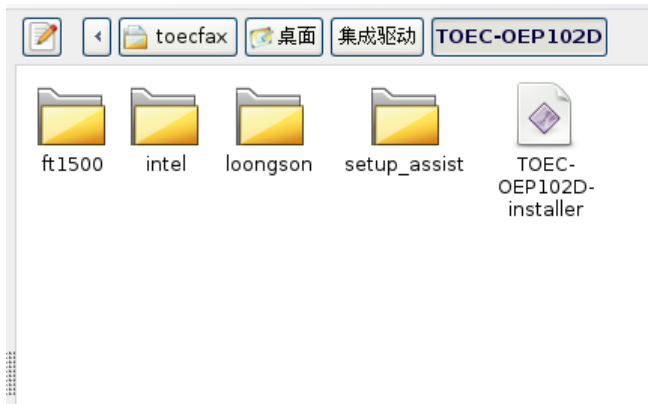 toecfax 桌面 集成驱动 TOEC-OEP102D
ft1500 intel loongson setup_assist TOEC-
OEP102D-
installer